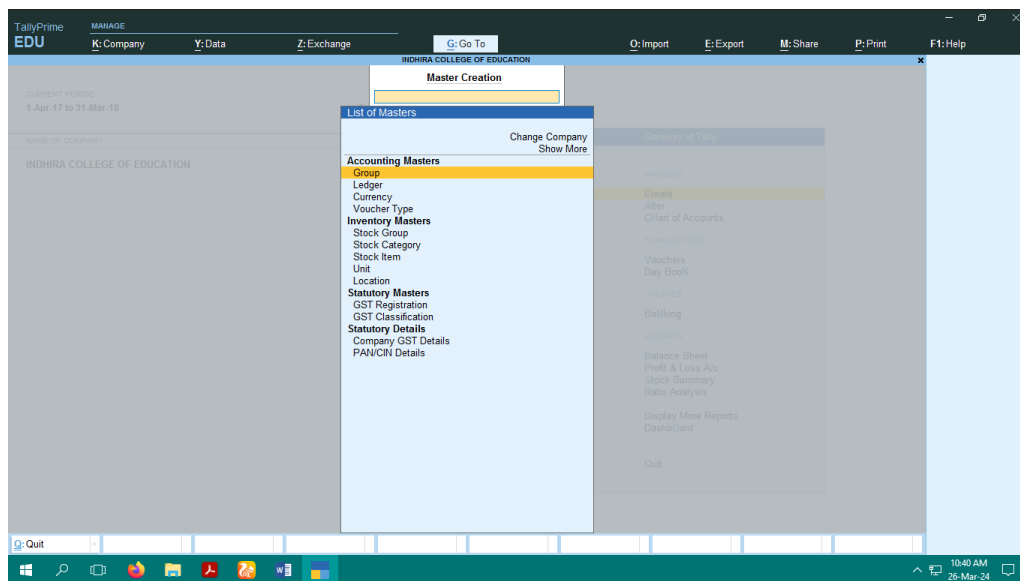 TallyPrime
EDU
MANAGE
K: Company
Y: Data
Z: Exchange
G: Go To
O: Import
E: Export
M: Share
P: Print
F1: Help
INDHIRA COLLEGE OF EDUCATION
CURRENT PERIOD
1-Apr-17 to 31-Mar-18
NAME OF COMPANY
INDHIRA COLLEGE OF EDUCATION
Master Creation
List of Masters
Change Company
Show More
Accounting Masters
Group
Ledger
Currency
Voucher Type
Inventory Masters
Stock Group
Stock Category
Stock Item
Unit
Location
Statutory Masters
GST Registration
GST Classification
Statutory Details
Company GST Details
PAN/CIN Details
Gateway of Tally
MASTERS
Create
Alter
CHart of Accounts
TRANSACTIONS
Vouchers
Day BooK
UTILITIES
BaNking
REPORTS
Balance Sheet
Profit & Loss A/c
Stock Summary
Ratio Analysis
Display More Reports
DashbOard
Quit
Q: Quit
10:40 AM
26-Mar-24